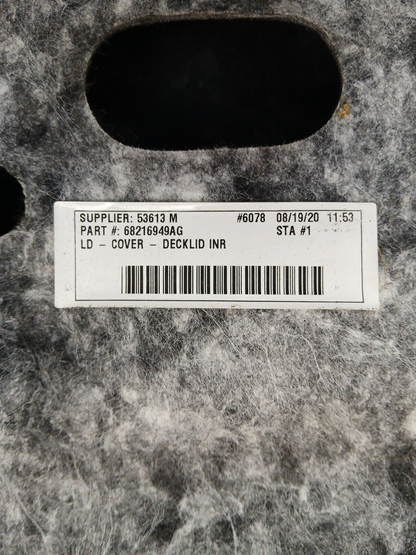 SUPPLIER: 53613 M #6078 08/19/20 11:53
PART #: 68216949AG STA #1
LD - COVER - DECKLID INR